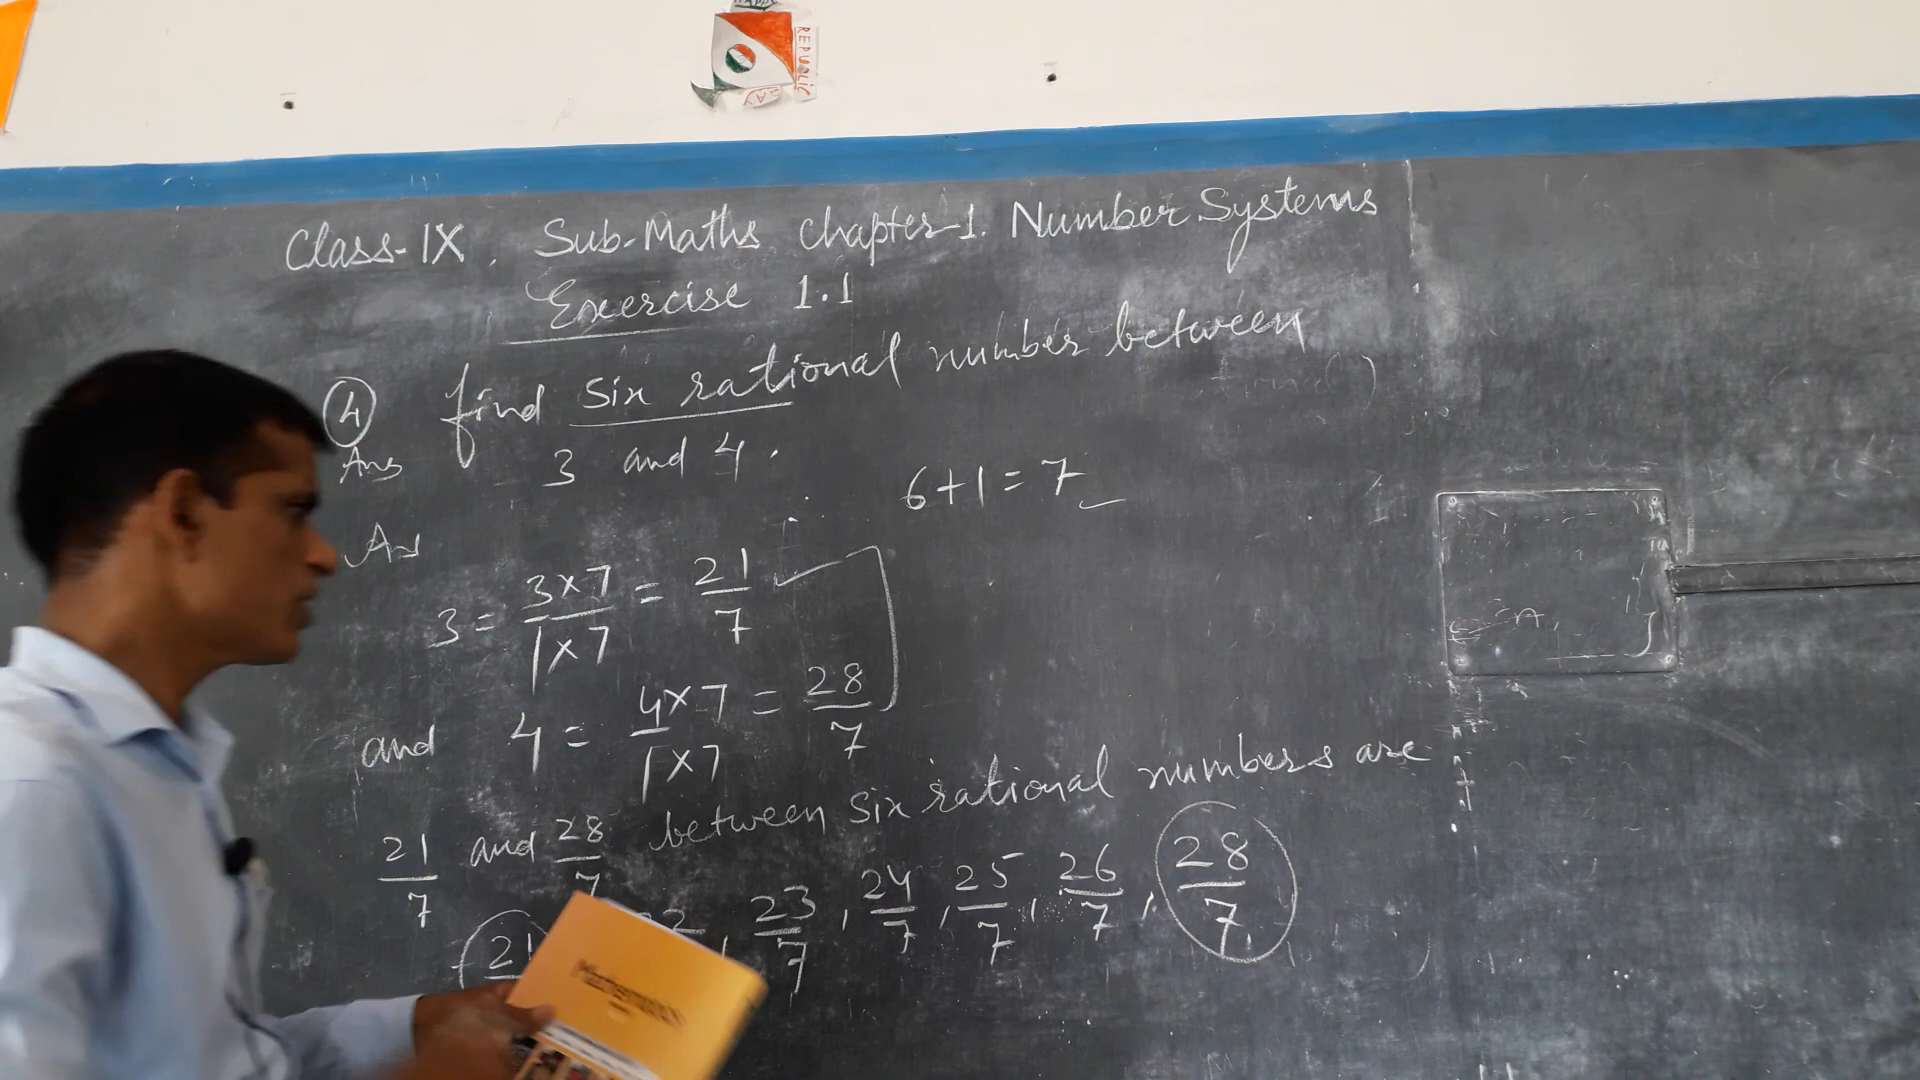 REPUBLIC
Class-IX. Sub-Maths chapter-1. Number Systems
Exercise 1.1
④ find six rational number between
Ans 3 and 4.
6+1=7
Ans
3 = 3×7/1×7 = 21/7
and 4 = 4×7/1×7 = 28/7
21/7 and 28/7 between six rational numbers are
21, 23/7, 24/7, 25/7, 26/7, 28/7
Mathematics